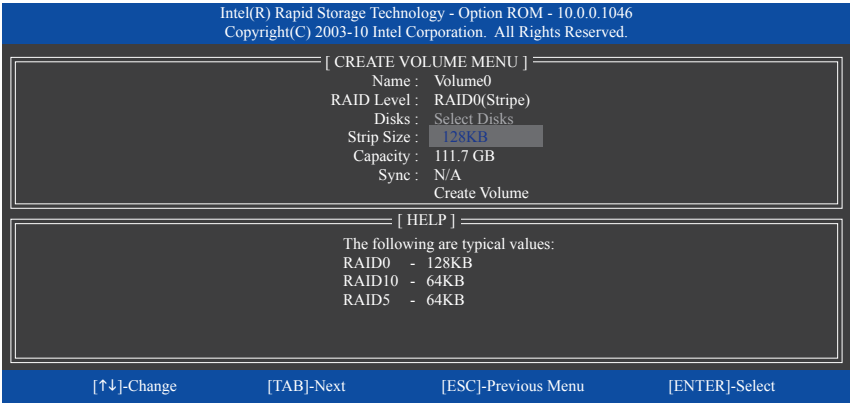 Intel(R) Rapid Storage Technology - Option ROM - 10.0.0.1046
Copyright(C) 2003-10 Intel Corporation. All Rights Reserved.
[ CREATE VOLUME MENU ]
Name : Volume0
RAID Level : RAID0(Stripe)
Disks : Select Disks
Strip Size : 128KB
Capacity : 111.7 GB
Sync : N/A
Create Volume
[ HELP ]
The following are typical values:
RAID0 - 128KB
RAID10 - 64KB
RAID5 - 64KB
[↑↓]-Change [TAB]-Next [ESC]-Previous Menu [ENTER]-Select